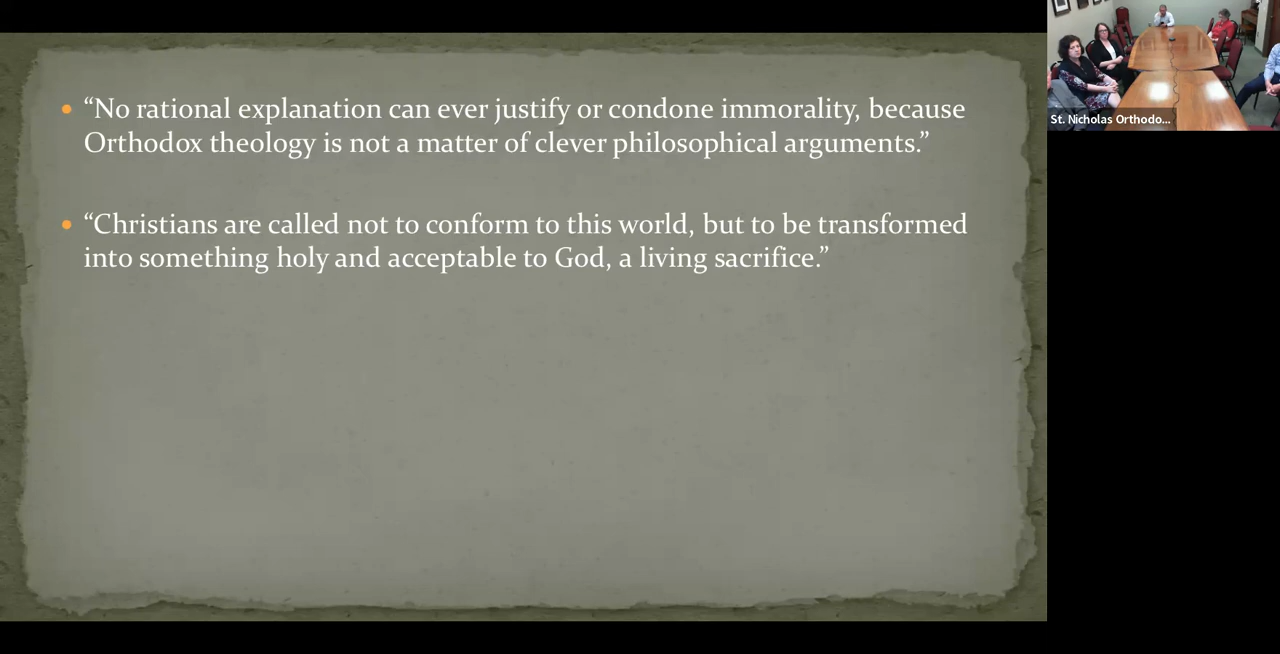 “No rational explanation can ever justify or condone immorality, because
Orthodox theology is not a matter of clever philosophical arguments.”
“Christians are called not to conform to this world, but to be transformed
into something holy and acceptable to God, a living sacrifice.”
St. Nicholas Orthodo...